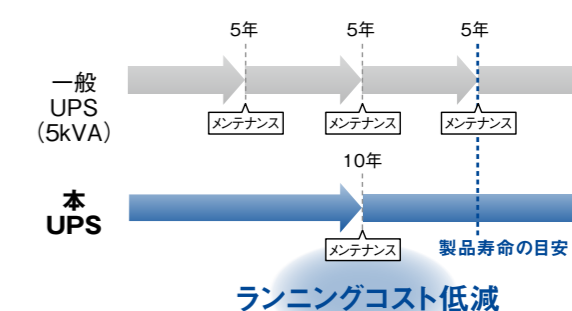 5年 5年 5年
一般
UPS
（5kVA）
メンテナンス メンテナンス メンテナンス
10年
本
UPS
メンテナンス
製品寿命の目安
ランニングコスト低減